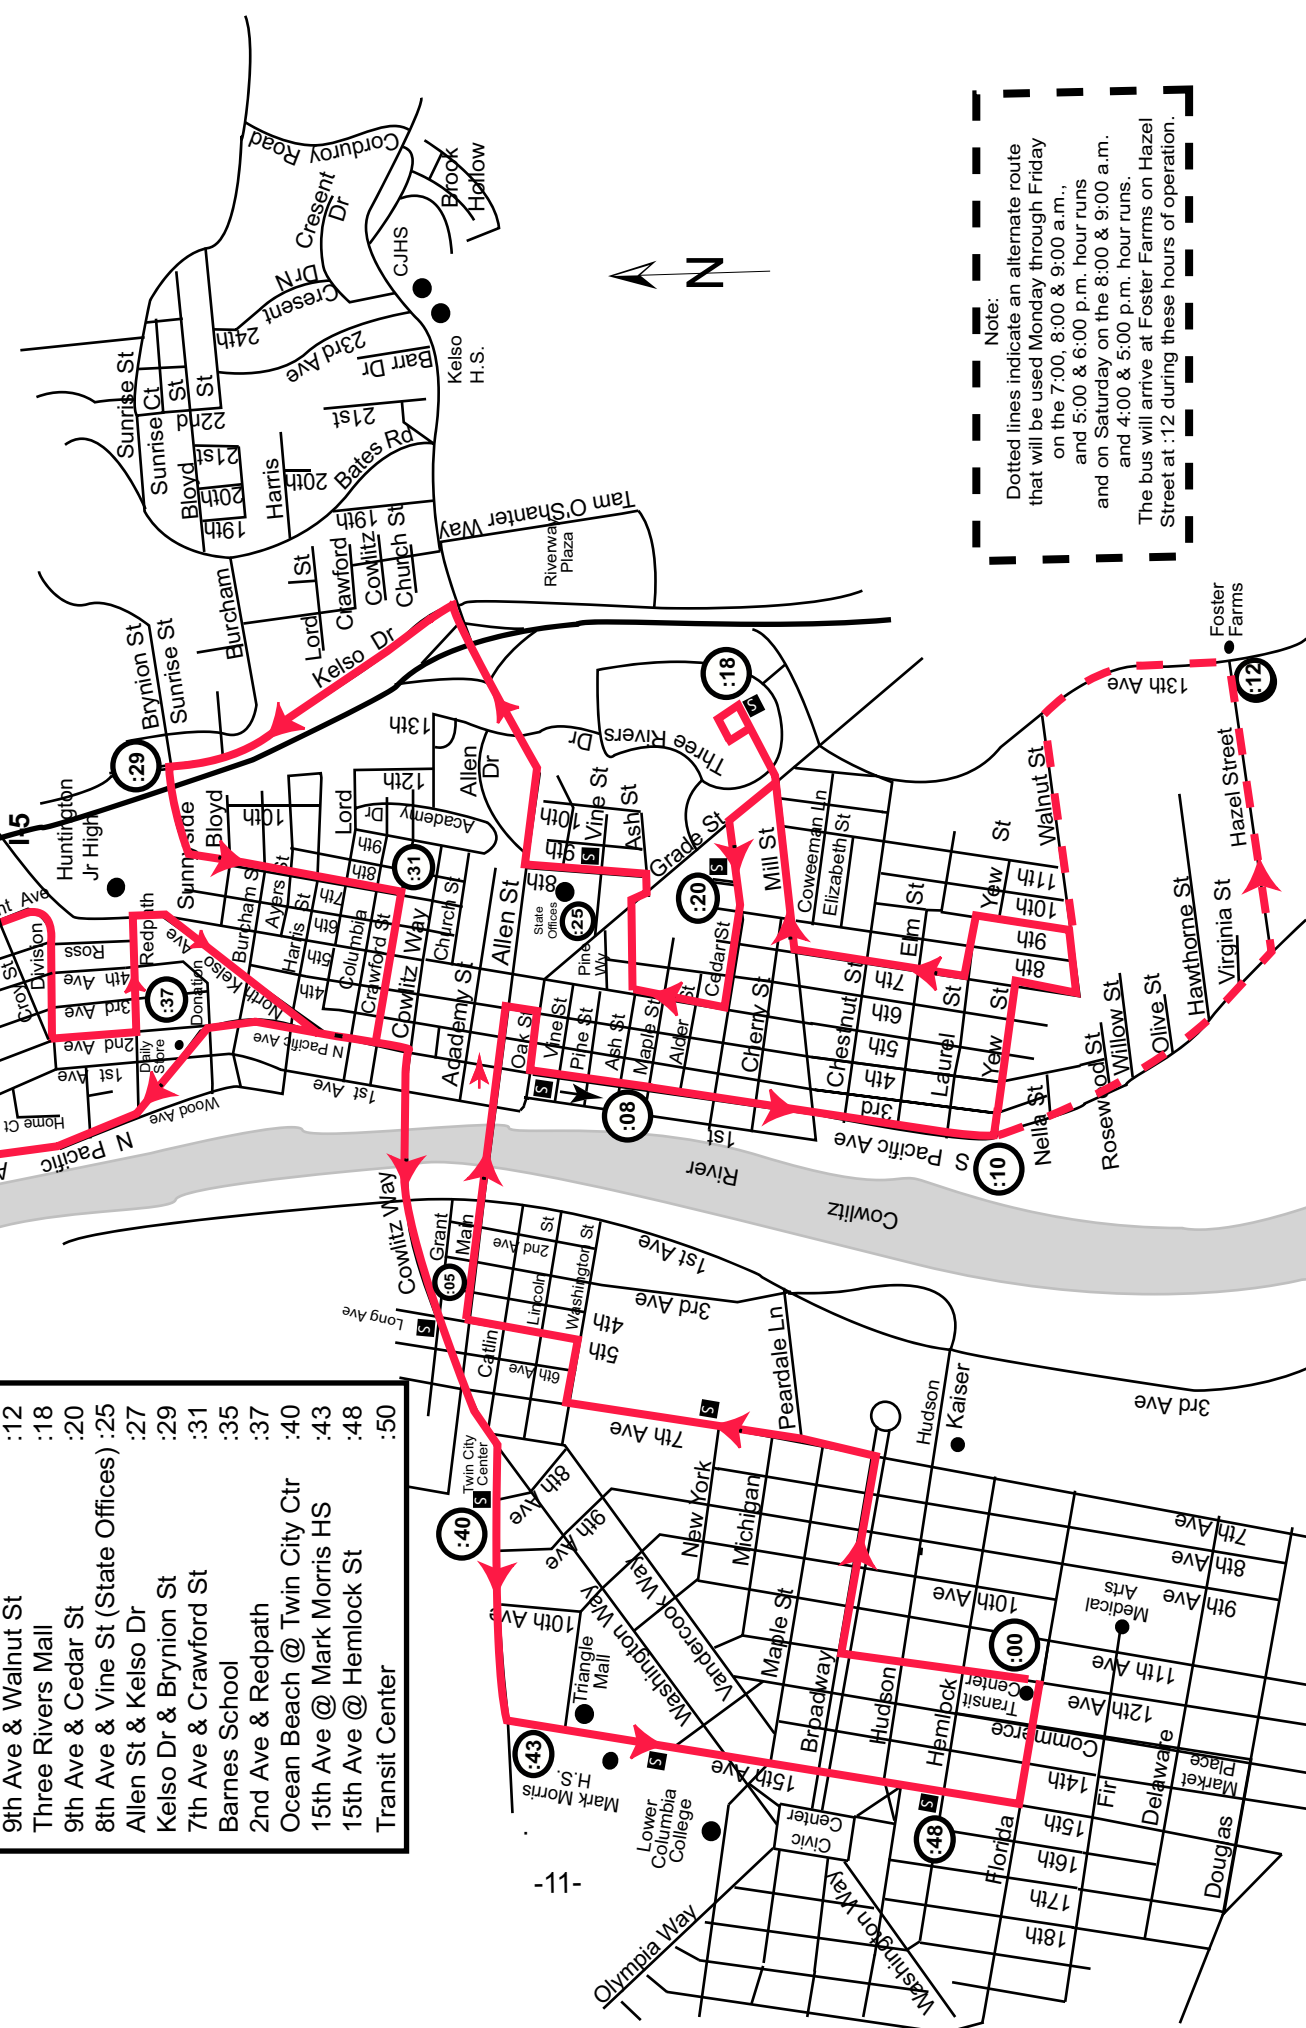 9th Ave & Walnut St :12
Three Rivers Mall :18
9th Ave & Cedar St :20
8th Ave & Vine St (State Offices) :25
Allen St & Kelso Dr :27
Kelso Dr & Brynion St :29
7th Ave & Crawford St :31
Barnes School :35
2nd Ave & Redpath :37
Ocean Beach @ Twin City Ctr :40
15th Ave @ Mark Morris HS :43
15th Ave @ Hemlock St :48
Transit Center :50
Note:
Dotted lines indicate an alternate route
that will be used Monday through Friday
on the 7:00, 8:00 & 9:00 a.m.,
and 5:00 & 6:00 p.m. hour runs
and on Saturday on the 8:00 & 9:00 a.m.
and 4:00 & 5:00 p.m. hour runs.
The bus will arrive at Foster Farms on Hazel
Street at :12 during these hours of operation.
N
Corduroy Road
Cresent
Dr
Brook
Hollow
CJHS
Cresent Dr N
24th
23rd Ave
Barr Dr
Kelso
H.S.
Sunrise St
Sunrise Ct
St
St
22nd
21st
Bloyd
21st
20th
19th
Harris
20th
Bates Rd
19th
Tam O'Shanter Way
Riverway
Plaza
Burcham
Lord St
Crawford
Cowlitz
Church St
Kelso Dr
Brynion St
Sunrise St
:29
I-5
Huntington
Jr High
Sunnyside
Bloyd
10th
Lord
13th
12th
Allen
Dr
Academy Dr
9th
8th
:31
7th
6th
5th
4th
Burcham St
Ayers St
Harris St
Columbia
Crawford St
Cowlitz Way
Church St
Academy St
Allen St
nt Ave
Croy St
Division
Ross
4th Ave
3rd Ave
2nd Ave
1st Ave
Redpath
:37
Donation
North Kelso Ave
Daily
Store
Home Ct
Wood Ave
N Pacific
N Pacific Ave
1st Ave
Three Rivers Dr
:18
10th
9th
8th
Vine St
Ash St
Grade St
S
State
Offices
:25
Pine
Wy
:20
S
Mill St
Oak St
Vine St
Pine St
Ash St
Maple St
Alder St
Cedar St
Cherry St
S
:08
Coweeman Ln
Elizabeth St
Elm St
Yew St
Walnut St
11th
10th
9th
8th
7th
6th
5th
4th
3rd
Chestnut St
Laurel St
Yew St
1st
S Pacific Ave
:10
Nella St
Rosewood St
Willow St
Olive St
Hawthorne St
Virginia St
Hazel Street
13th Ave
Foster
Farms
:12
River
Cowlitz
Cowlitz Way
Grant
Main
:05
2nd Ave
St
Lincoln
Washington St
1st Ave
3rd Ave
4th
5th
6th Ave
Catlin
Long Ave
S
7th Ave
S
Peardale Ln
Hudson
Kaiser
3rd Ave
Twin City
Center
S
:40
8th Ave
9th Ave
10th Ave
Washington Way
Vandercook Way
New York
Michigan
Maple St
Broadway
Hudson
Hemlock
Triangle
Mall
:43
Mark Morris
H.S.
S
15th Ave
Lower
Columbia
College
Civic
Center
S
:48
10th Ave
:00
Transit
Center
Commerce
12th Ave
11th Ave
Medical
Arts
9th Ave
8th Ave
7th Ave
14th
15th
16th
17th
18th
Florida
Fir
Delaware
Market
Place
Douglas
Olympia Way
Washington Way
-11-